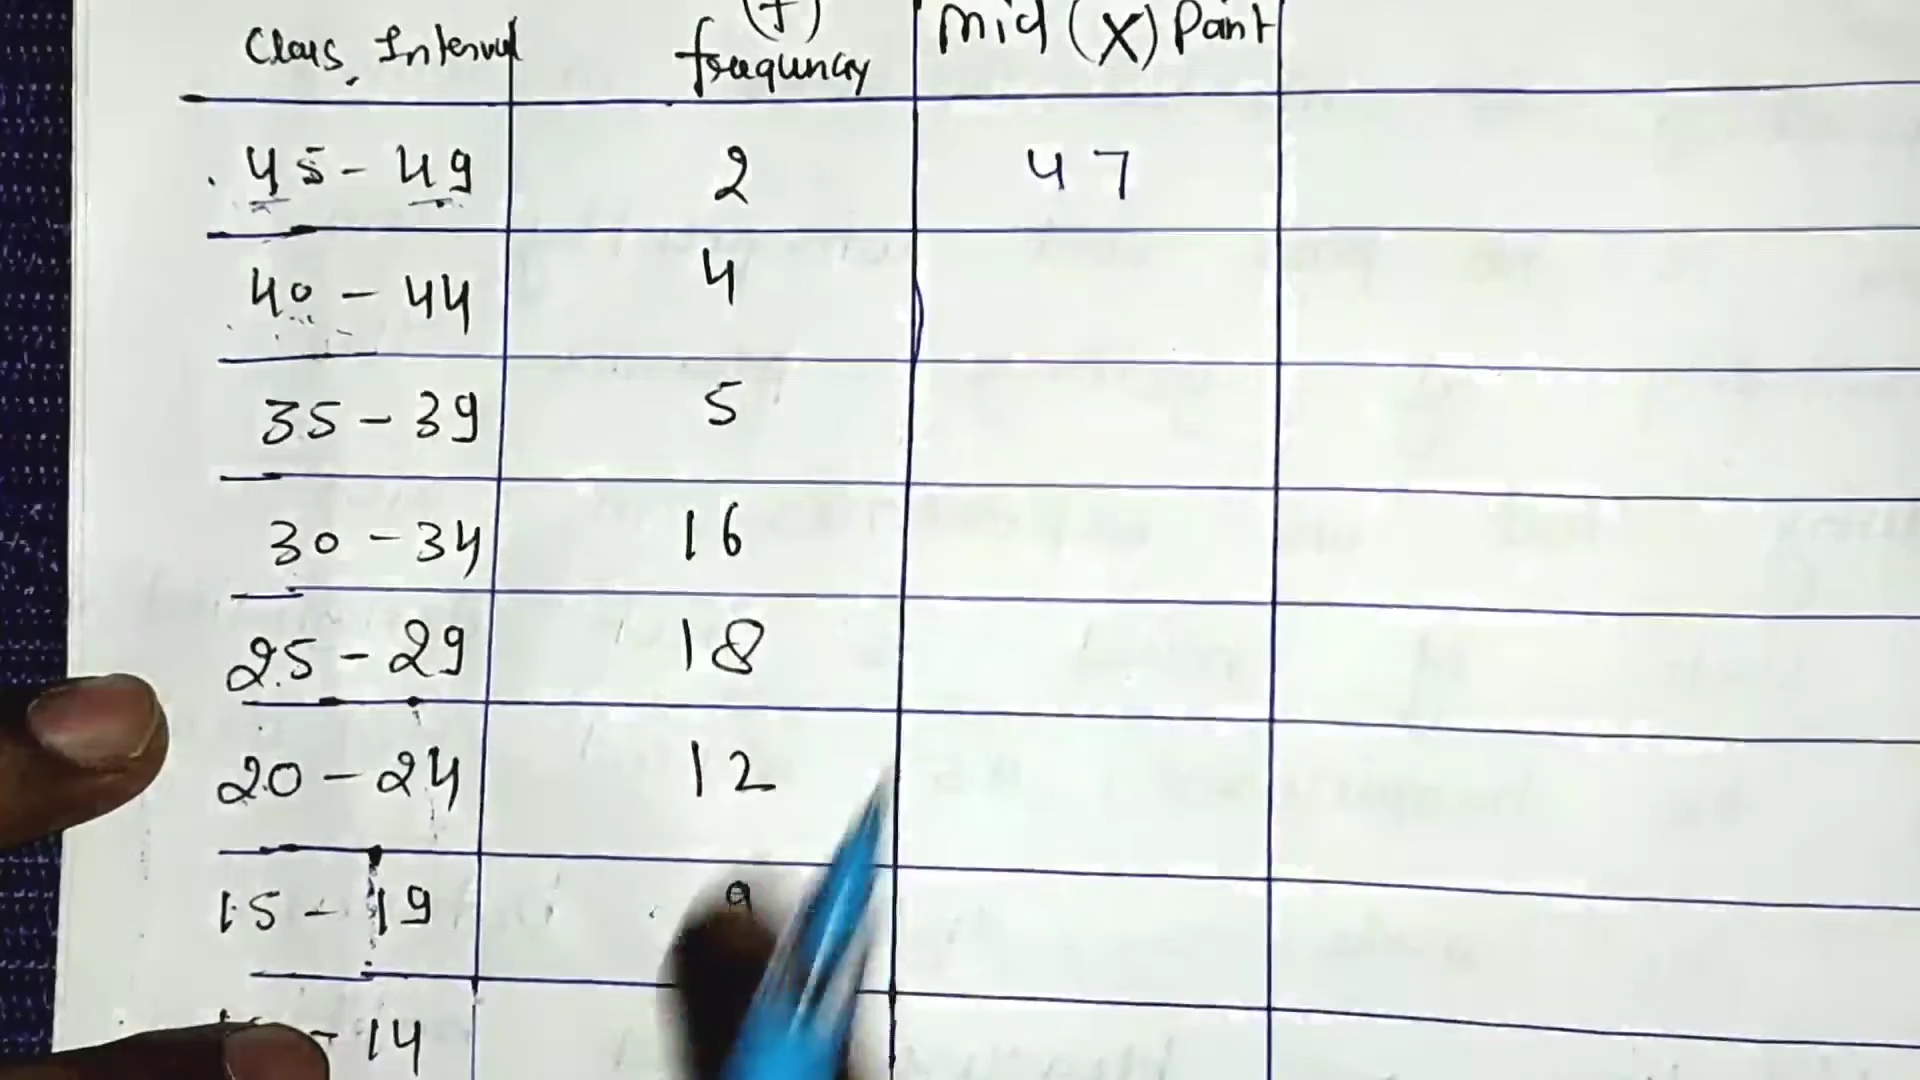 (f)
Class Interval frequncy mid (X) Point
45 - 49 2 47
40 - 44 4
35 - 39 5
30 - 34 16
25 - 29 18
20 - 24 12
15 - 19
- 14